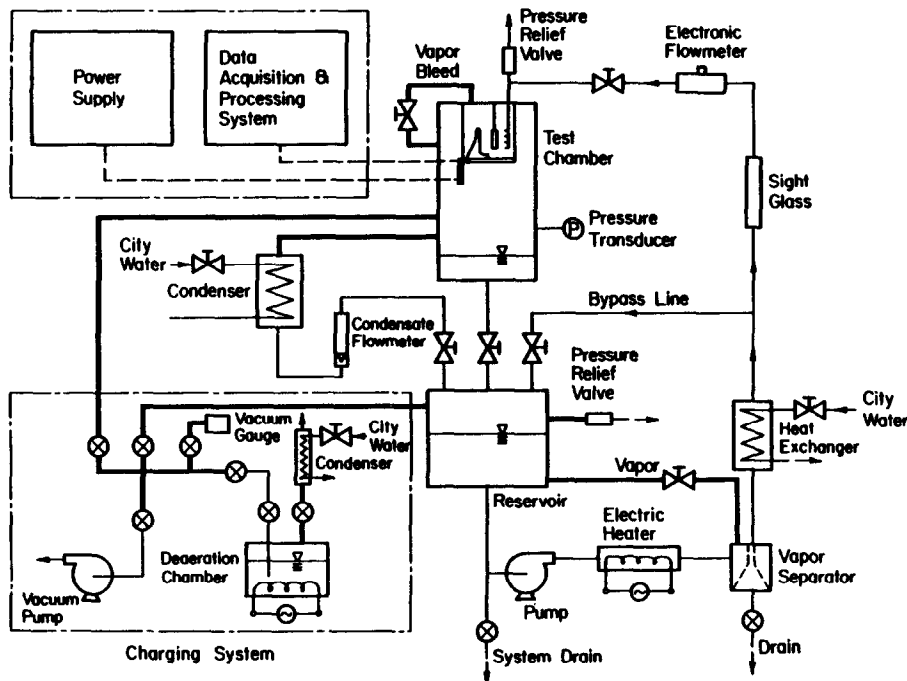 Power
Supply
Data
Acquisition &
Processing
System
Vapor
Bleed
Pressure
Relief
Valve
Electronic
Flowmeter
Test
Chamber
Sight
Glass
P
Pressure
Transducer
City
Water
Condenser
Condensate
Flowmeter
Bypass Line
Pressure
Relief
Valve
City
Water
Heat
Exchanger
Vacuum
Gauge
City
Water
Condenser
Reservoir
Vapor
Electric
Heater
Vapor
Separator
Deaeration
Chamber
Vacuum
Pump
Pump
Charging System
System Drain
Drain